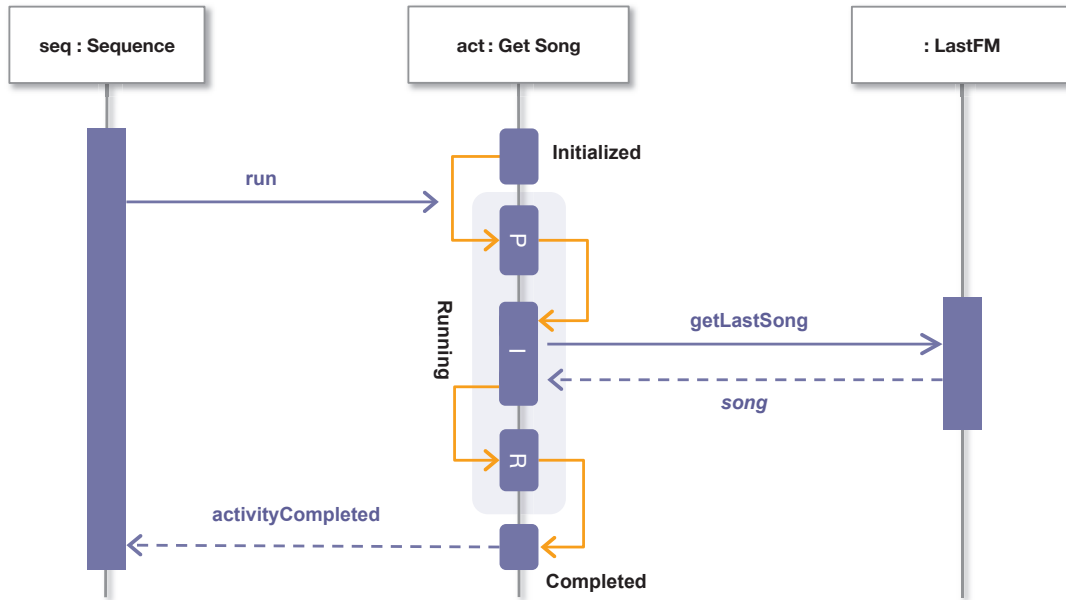 seq : Sequence
act : Get Song
: LastFM
Initialized
run
P
Running
getLastSong
I
song
R
activityCompleted
Completed